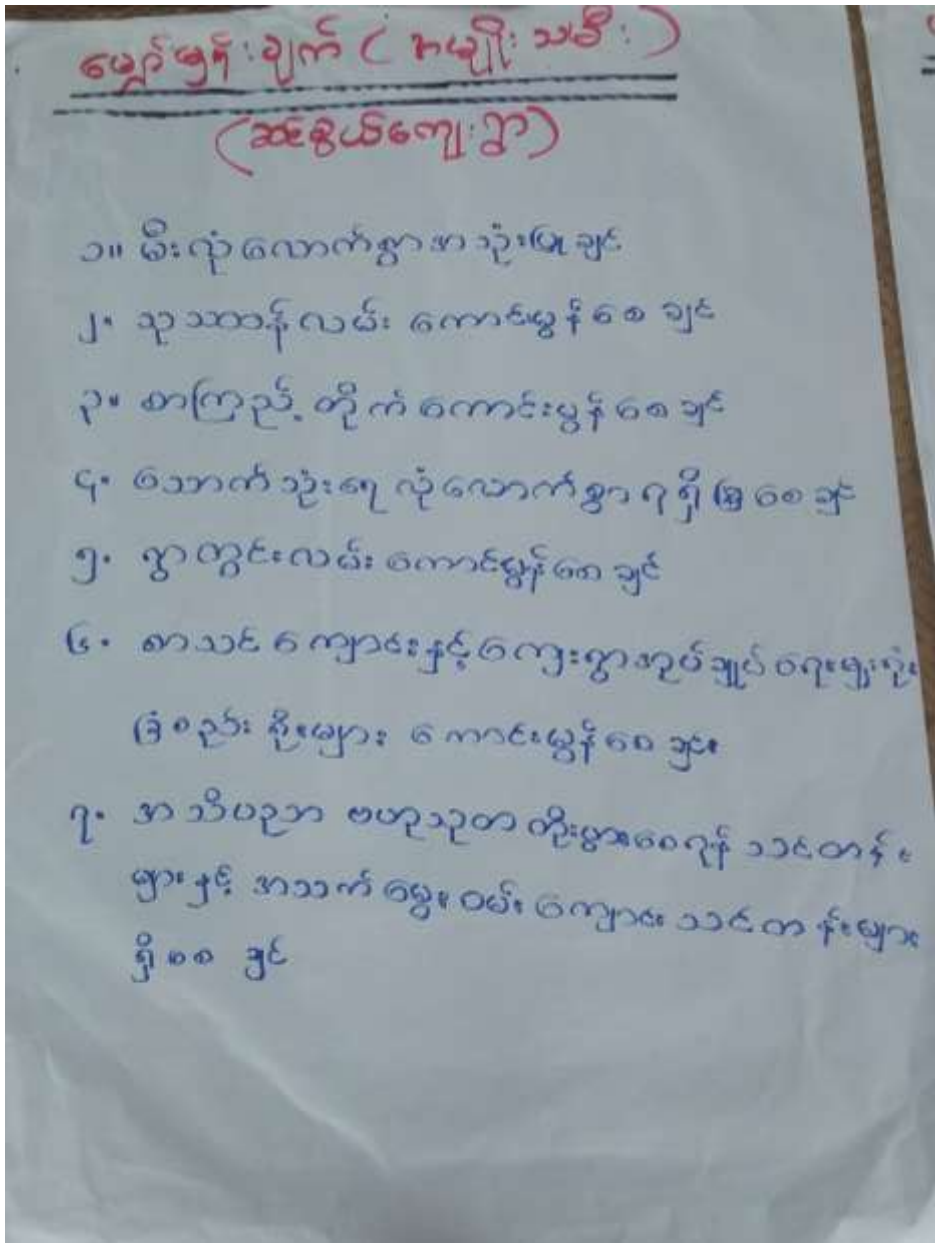 မျှော်မှန်းချက် ( အမျိုးသမီး )
(ဆင်စွယ်ကျေးရွာ)
၁။ မီးလုံလောက်စွာအသုံးပြုချင်
၂။ သုသာာန်လမ်း ကောင်းမွန်စေချင်
၃။ စာကြည့်တိုက်ကောင်းမွန်စေချင်
၄။ သောက်သုံးရေလုံလောက်စွာရရှိစေချင်
၅။ ရွာတွင်းလမ်းကောင်မွန်စေချင်
၆။ စာသင်ကျောင်းနှင့်ကျေးရွာအုပ်ချုပ်ရေးမှုးရုံး
ခြံစည်းရိုးများ ကောင်းမွန်စေချင်း
၇။ အသိပညာ ဗဟုသုတတိုးပွားစေရန် သင်တန်း
များနှင့် အသက်မွေးဝမ်းကျောင်းသင်တန်းများ
ရှိစေချင်